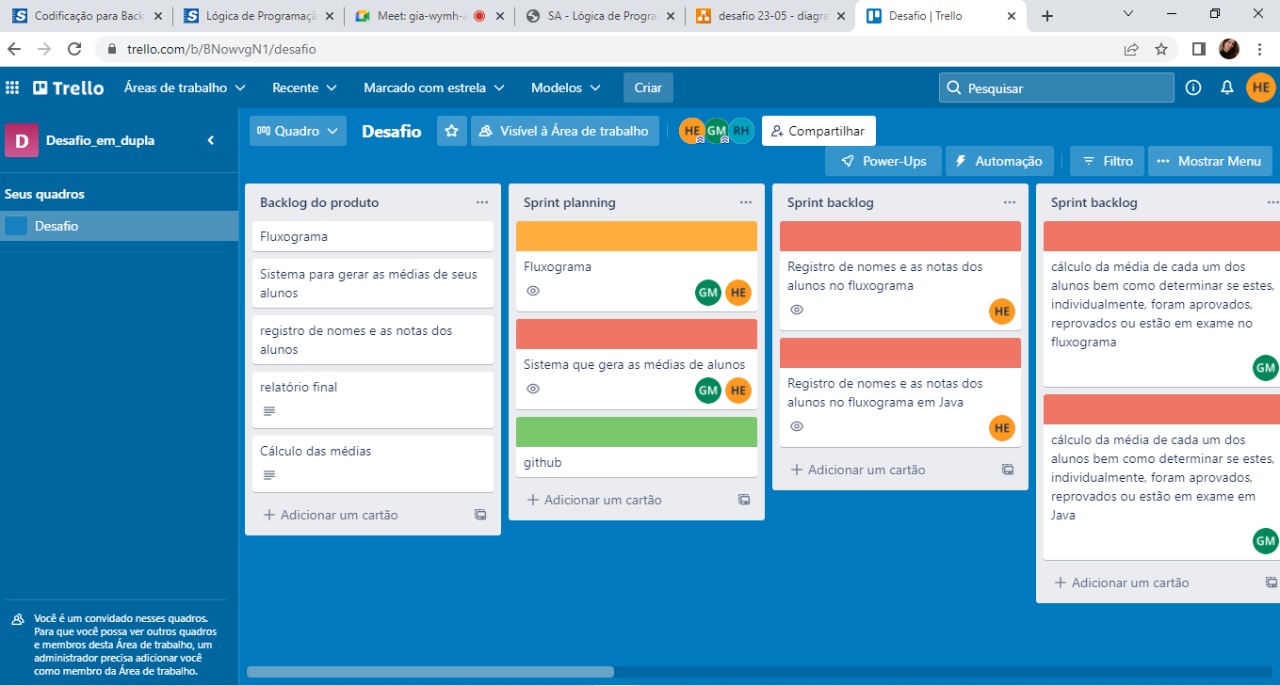 Codificação para Back
Lógica de Programaçã
Meet: gia-wymh-a
SA - Lógica de Progra
desafio 23-05 - diagra
Desafio | Trello
trello.com/b/BNowvgN1/desafio
Trello
Áreas de trabalho
Recente
Marcado com estrela
Modelos
Criar
Pesquisar
HE
D
Desafio_em_dupla
Quadro
Desafio
Visível à Área de trabalho
HE
GM
RH
Compartilhar
Power-Ups
Automação
Filtro
Mostrar Menu
Seus quadros
Desafio
Backlog do produto
Fluxograma
Sistema para gerar as médias de seus
alunos
registro de nomes e as notas dos
alunos
relatório final
Cálculo das médias
Adicionar um cartão
Sprint planning
Fluxograma
GM
HE
Sistema que gera as médias de alunos
GM
HE
github
Adicionar um cartão
Sprint backlog
Registro de nomes e as notas dos
alunos no fluxograma
HE
Registro de nomes e as notas dos
alunos no fluxograma em Java
HE
Adicionar um cartão
Sprint backlog
cálculo da média de cada um dos
alunos bem como determinar se estes,
individualmente, foram aprovados,
reprovados ou estão em exame no
fluxograma
GM
cálculo da média de cada um dos
alunos bem como determinar se estes,
individualmente, foram aprovados,
reprovados ou estão em exame em
Java
GM
Adicionar um cartão
Você é um convidado nesses quadros.
Para que você possa ver outros quadros
e membros desta Área de trabalho, um
administrador precisa adicionar você
como membro da Área de trabalho.